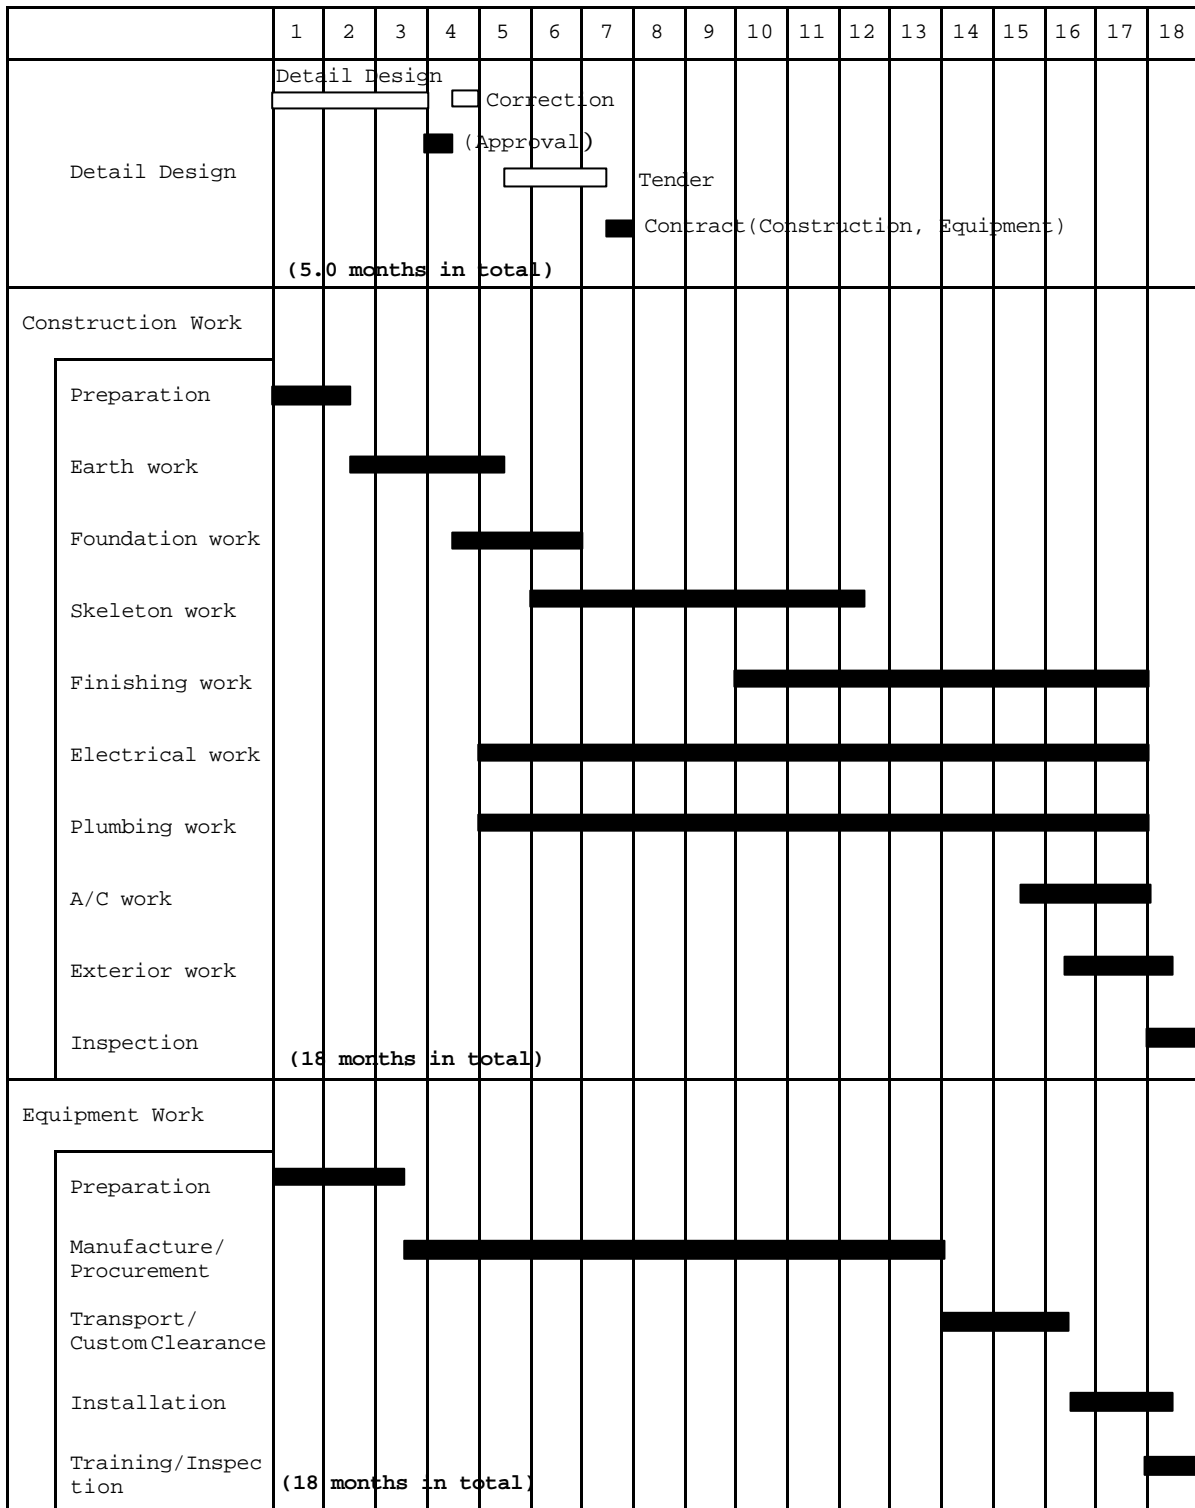 1 2 3 4 5 6 7 8 9 10 11 12 13 14 15 16 17 18
Detail Design
Correction
(Approval)
Detail Design
Tender
Contract(Construction, Equipment)
(5.0 months in total)
Construction Work
Preparation
Earth work
Foundation work
Skeleton work
Finishing work
Electrical work
Plumbing work
A/C work
Exterior work
Inspection
(18 months in total)
Equipment Work
Preparation
Manufacture/
Procurement
Transport/
Custom Clearance
Installation
Training/Inspec
tion
(18 months in total)